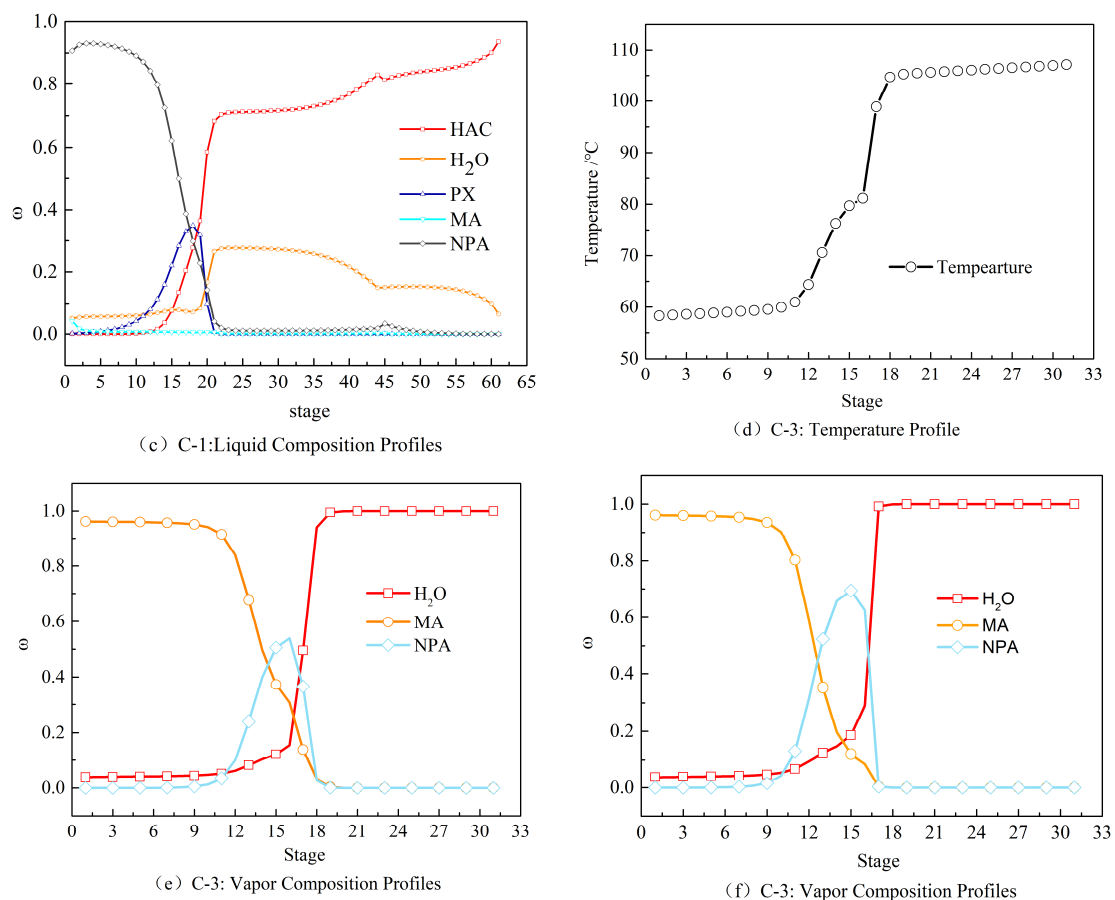 1.0
0.8
0.6
0.4
0.2
0.0
ω
HAC
H2O
PX
MA
NPA
0 5 10 15 20 25 30 35 40 45 50 55 60 65
stage
（c）C-1:Liquid Composition Profiles
110
100
90
80
70
60
50
Temperature /°C
Tempearture
0 3 6 9 12 15 18 21 24 27 30 33
Stage
（d）C-3: Temperature Profile
1.0
0.8
0.6
0.4
0.2
0.0
ω
H2O
MA
NPA
0 3 6 9 12 15 18 21 24 27 30 33
Stage
（e）C-3: Vapor Composition Profiles
1.0
0.8
0.6
0.4
0.2
0.0
ω
H2O
MA
NPA
0 3 6 9 12 15 18 21 24 27 30 33
Stage
（f）C-3: Vapor Composition Profiles